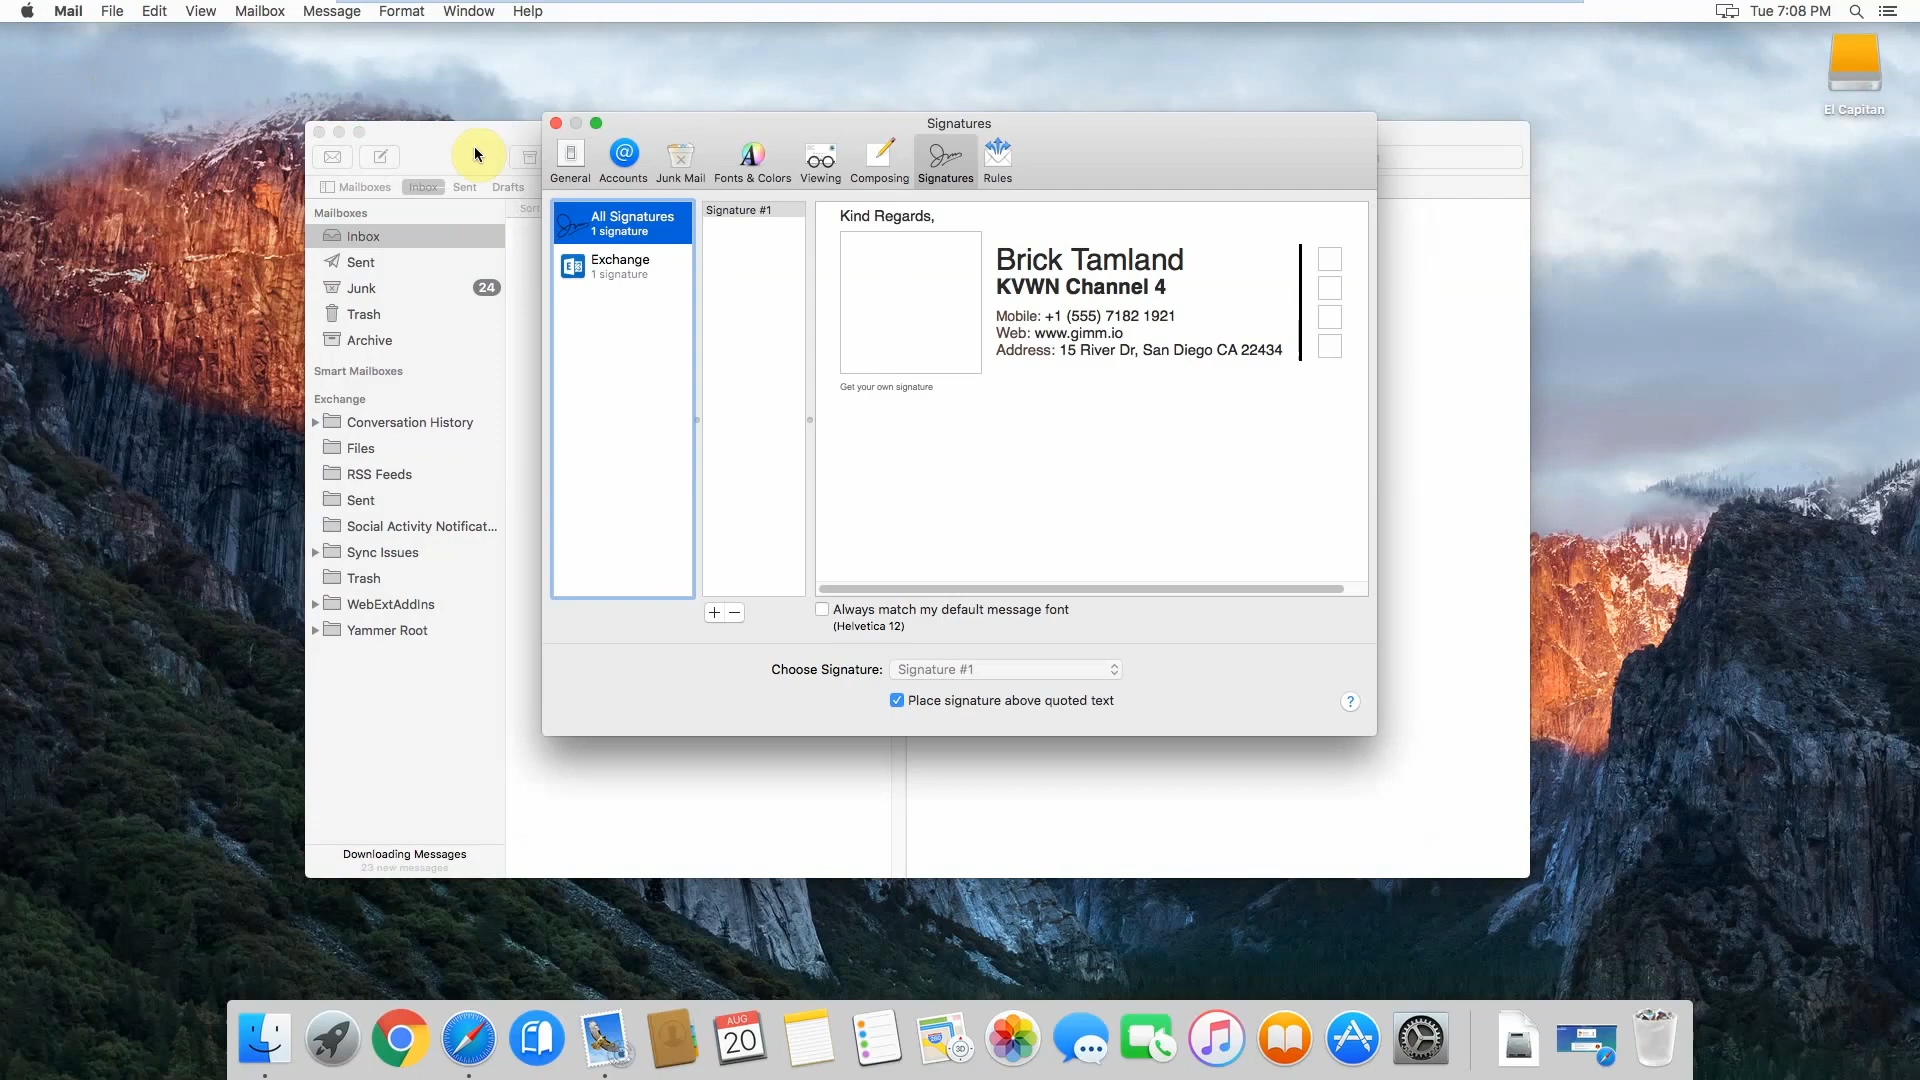 Mail File Edit View Mailbox Message Format Window Help
Tue 7:08 PM
El Capitan
Signatures
General Accounts Junk Mail Fonts & Colors Viewing Composing Signatures Rules
Mailboxes Inbox Sent Drafts
Sort
Mailboxes
Inbox
Sent
Junk 24
Trash
Archive
Smart Mailboxes
Exchange
Conversation History
Files
RSS Feeds
Sent
Social Activity Notificat...
Sync Issues
Trash
WebExtAddIns
Yammer Root
Downloading Messages
23 new messages
All Signatures
1 signature
Exchange
1 signature
Signature #1
Kind Regards,
Brick Tamland
KVWN Channel 4
Mobile: +1 (555) 7182 1921
Web: www.gimm.io
Address: 15 River Dr, San Diego CA 22434
Get your own signature
+ −
Always match my default message font
(Helvetica 12)
Choose Signature: Signature #1
Place signature above quoted text
?
AUG
20
3D